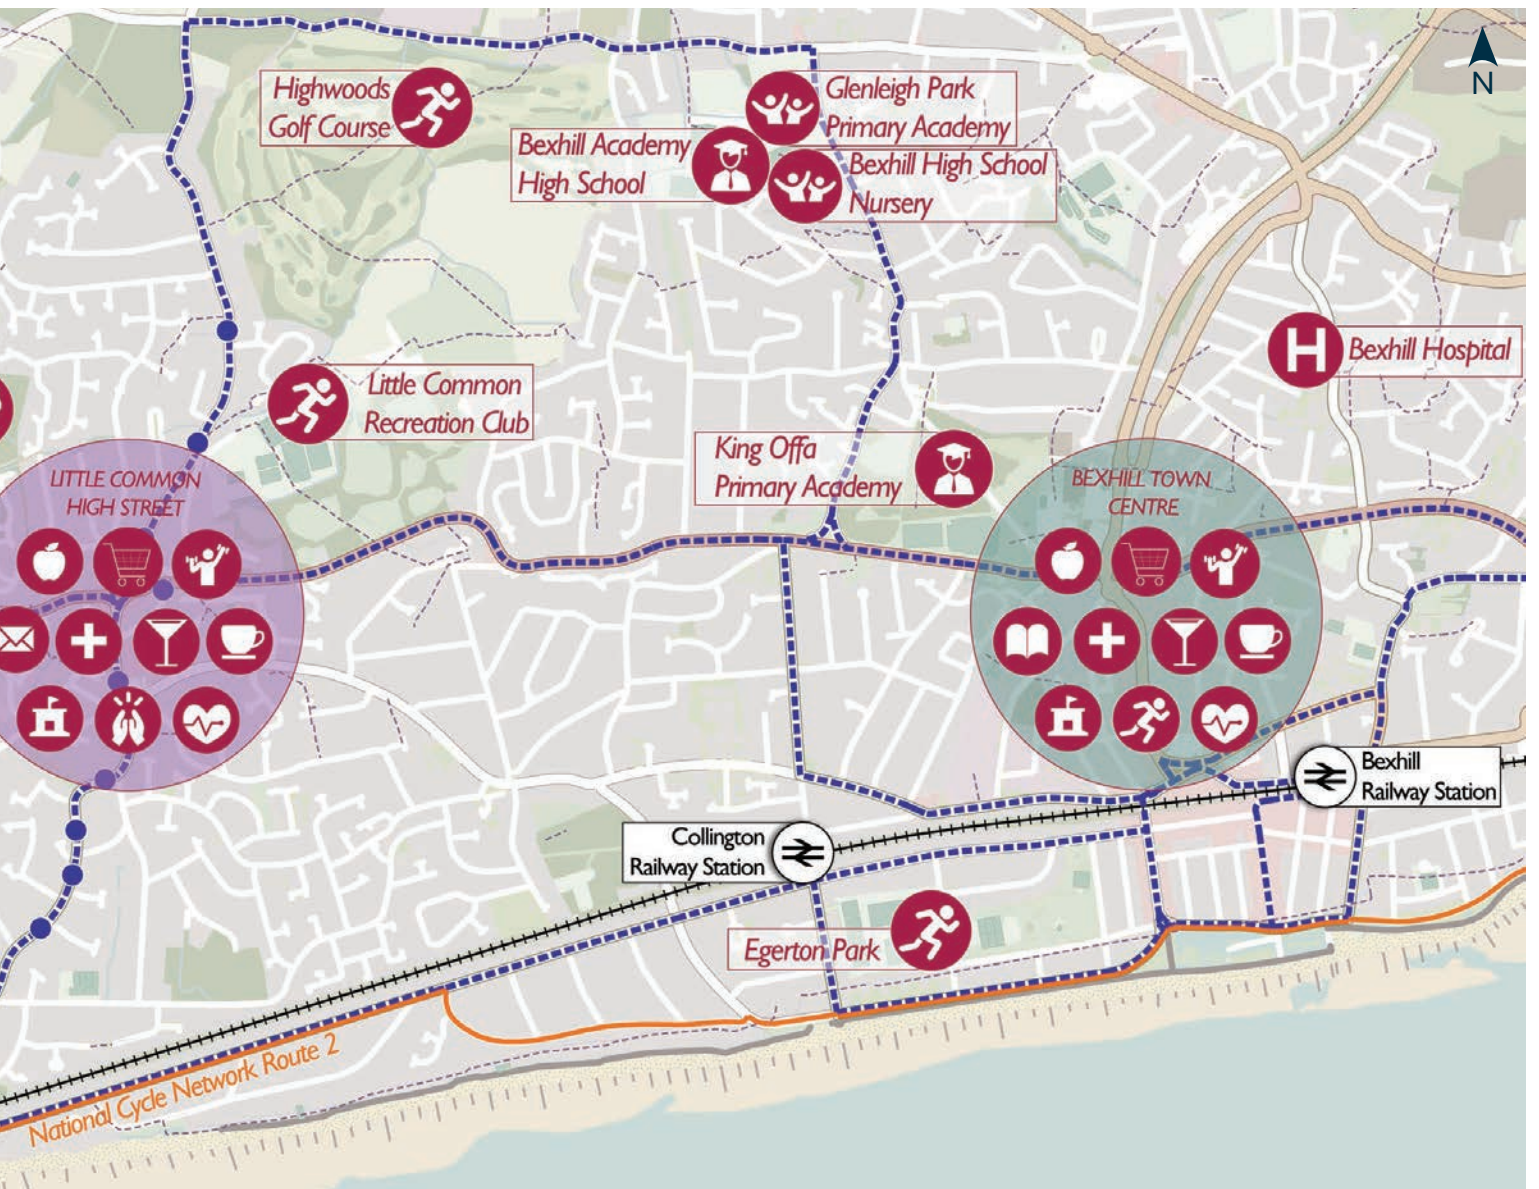 N
Highwoods
Golf Course
Glenleigh Park
Primary Academy
Bexhill Academy
High School
Bexhill High School
Nursery
Bexhill Hospital
H
Little Common
Recreation Club
King Offa
Primary Academy
LITTLE COMMON
HIGH STREET
BEXHILL TOWN
CENTRE
Bexhill
Railway Station
Collington
Railway Station
Egerton Park
National Cycle Network Route 2